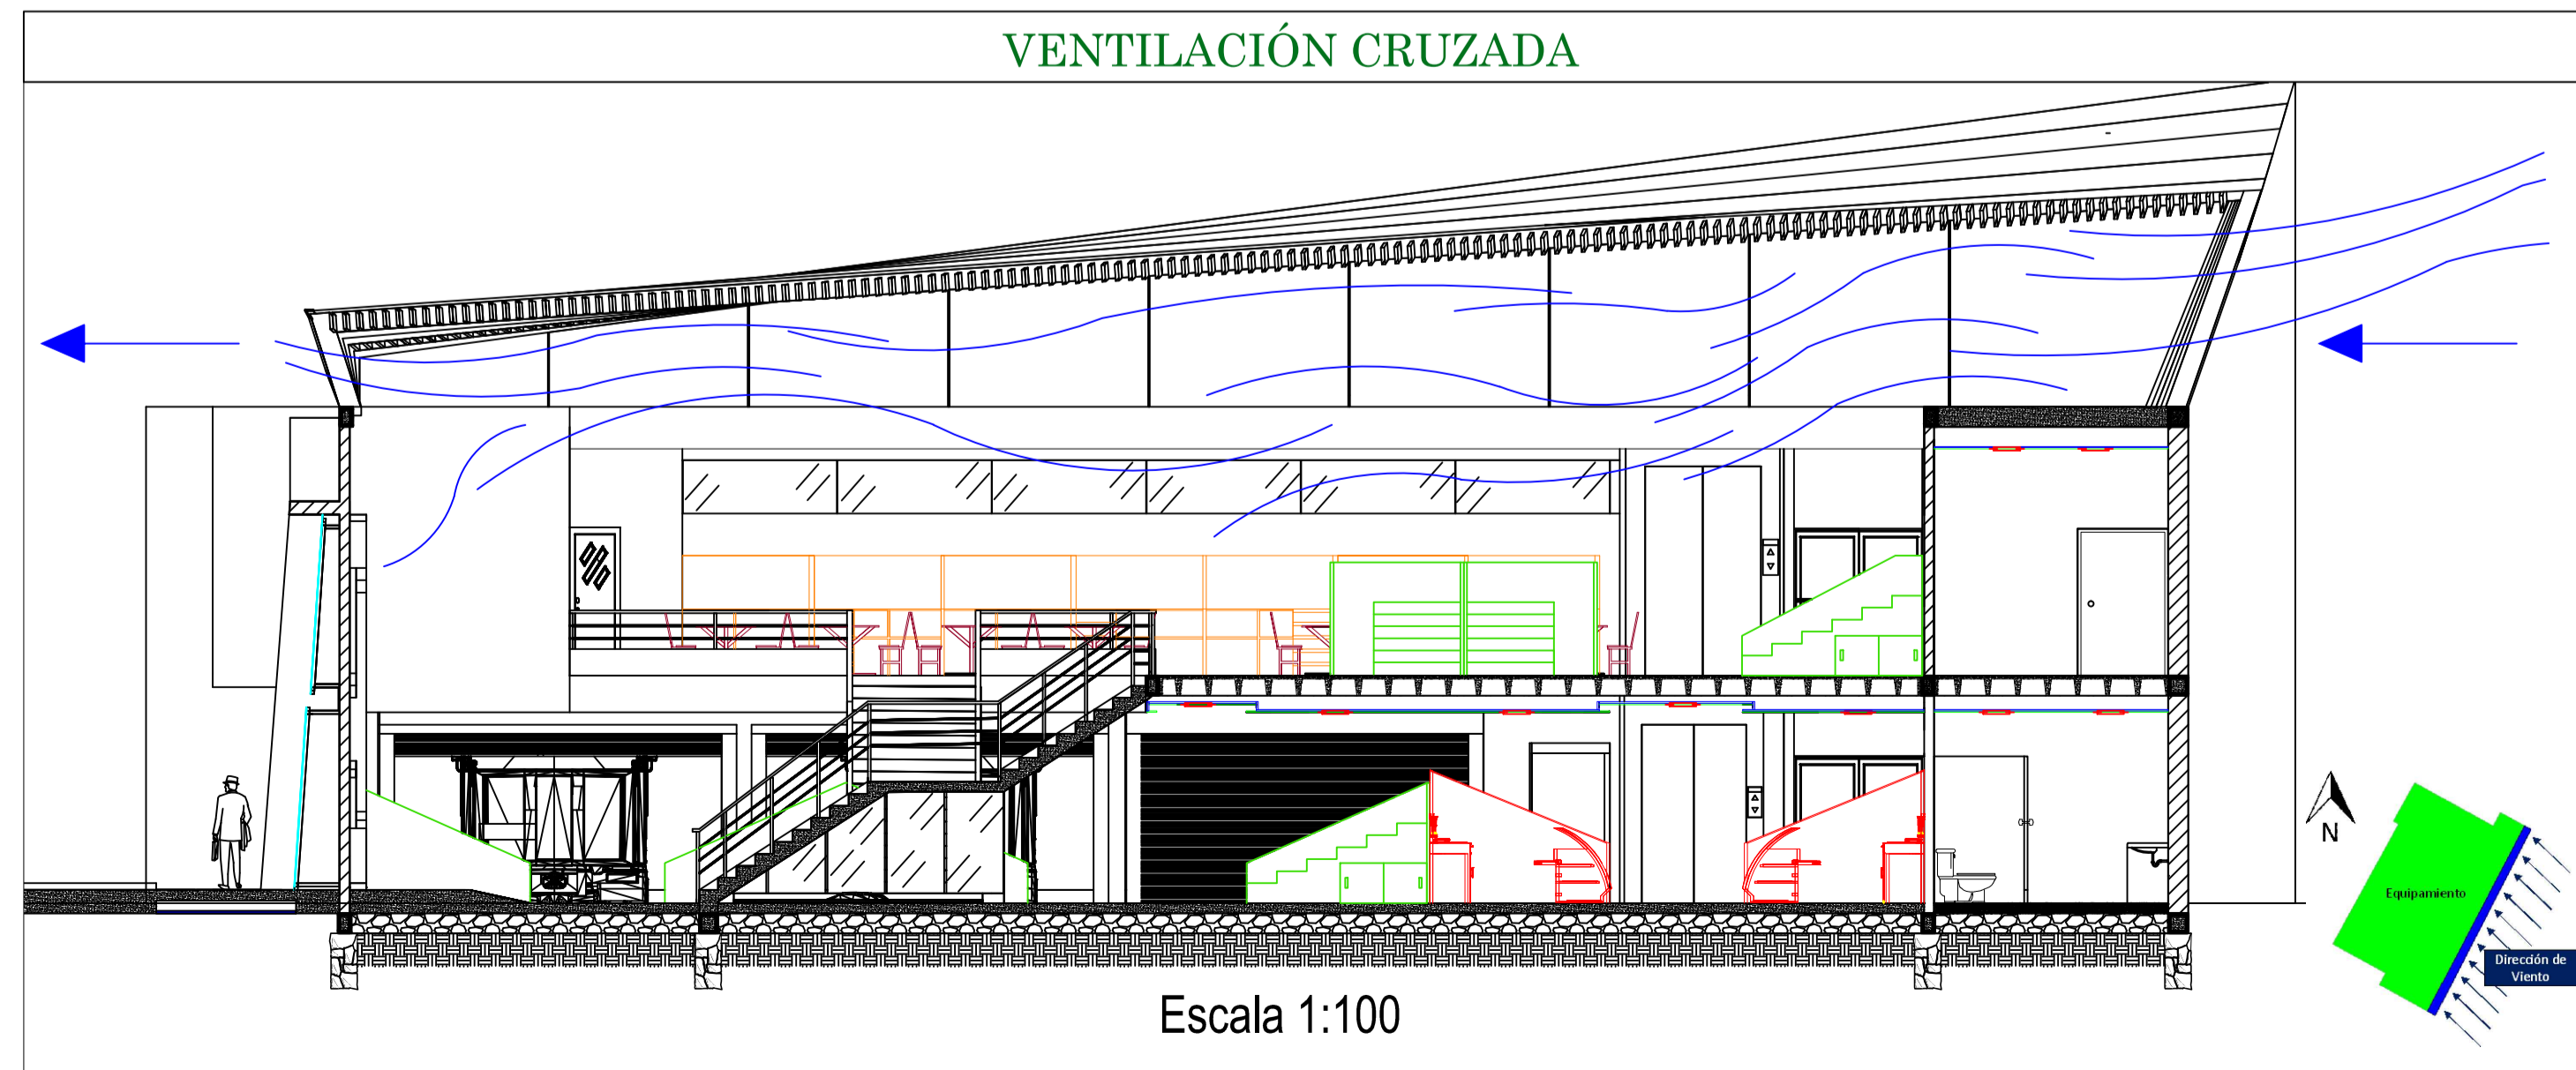 VENTILACIÓN CRUZADA
N
Equipamiento
Dirección de
Viento
Escala 1:100